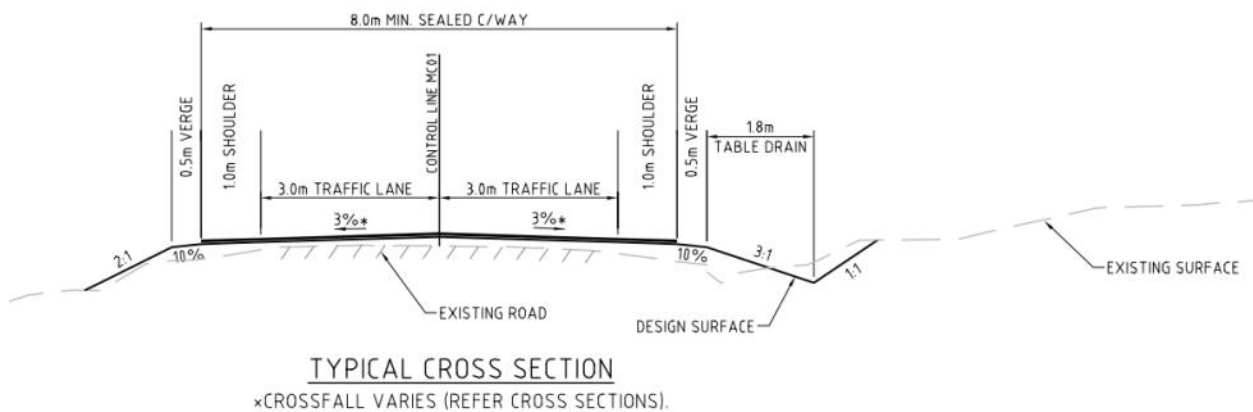 8.0m MIN. SEALED C/WAY
0.5m VERGE
1.0m SHOULDER
CONTROL LINE MC01
1.0m SHOULDER
0.5m VERGE
1.8m
TABLE DRAIN
3.0m TRAFFIC LANE
3.0m TRAFFIC LANE
3%*
3%*
2:1
10%
10%
3:1
1:1
EXISTING SURFACE
EXISTING ROAD
DESIGN SURFACE
TYPICAL CROSS SECTION
*CROSSFALL VARIES (REFER CROSS SECTIONS).